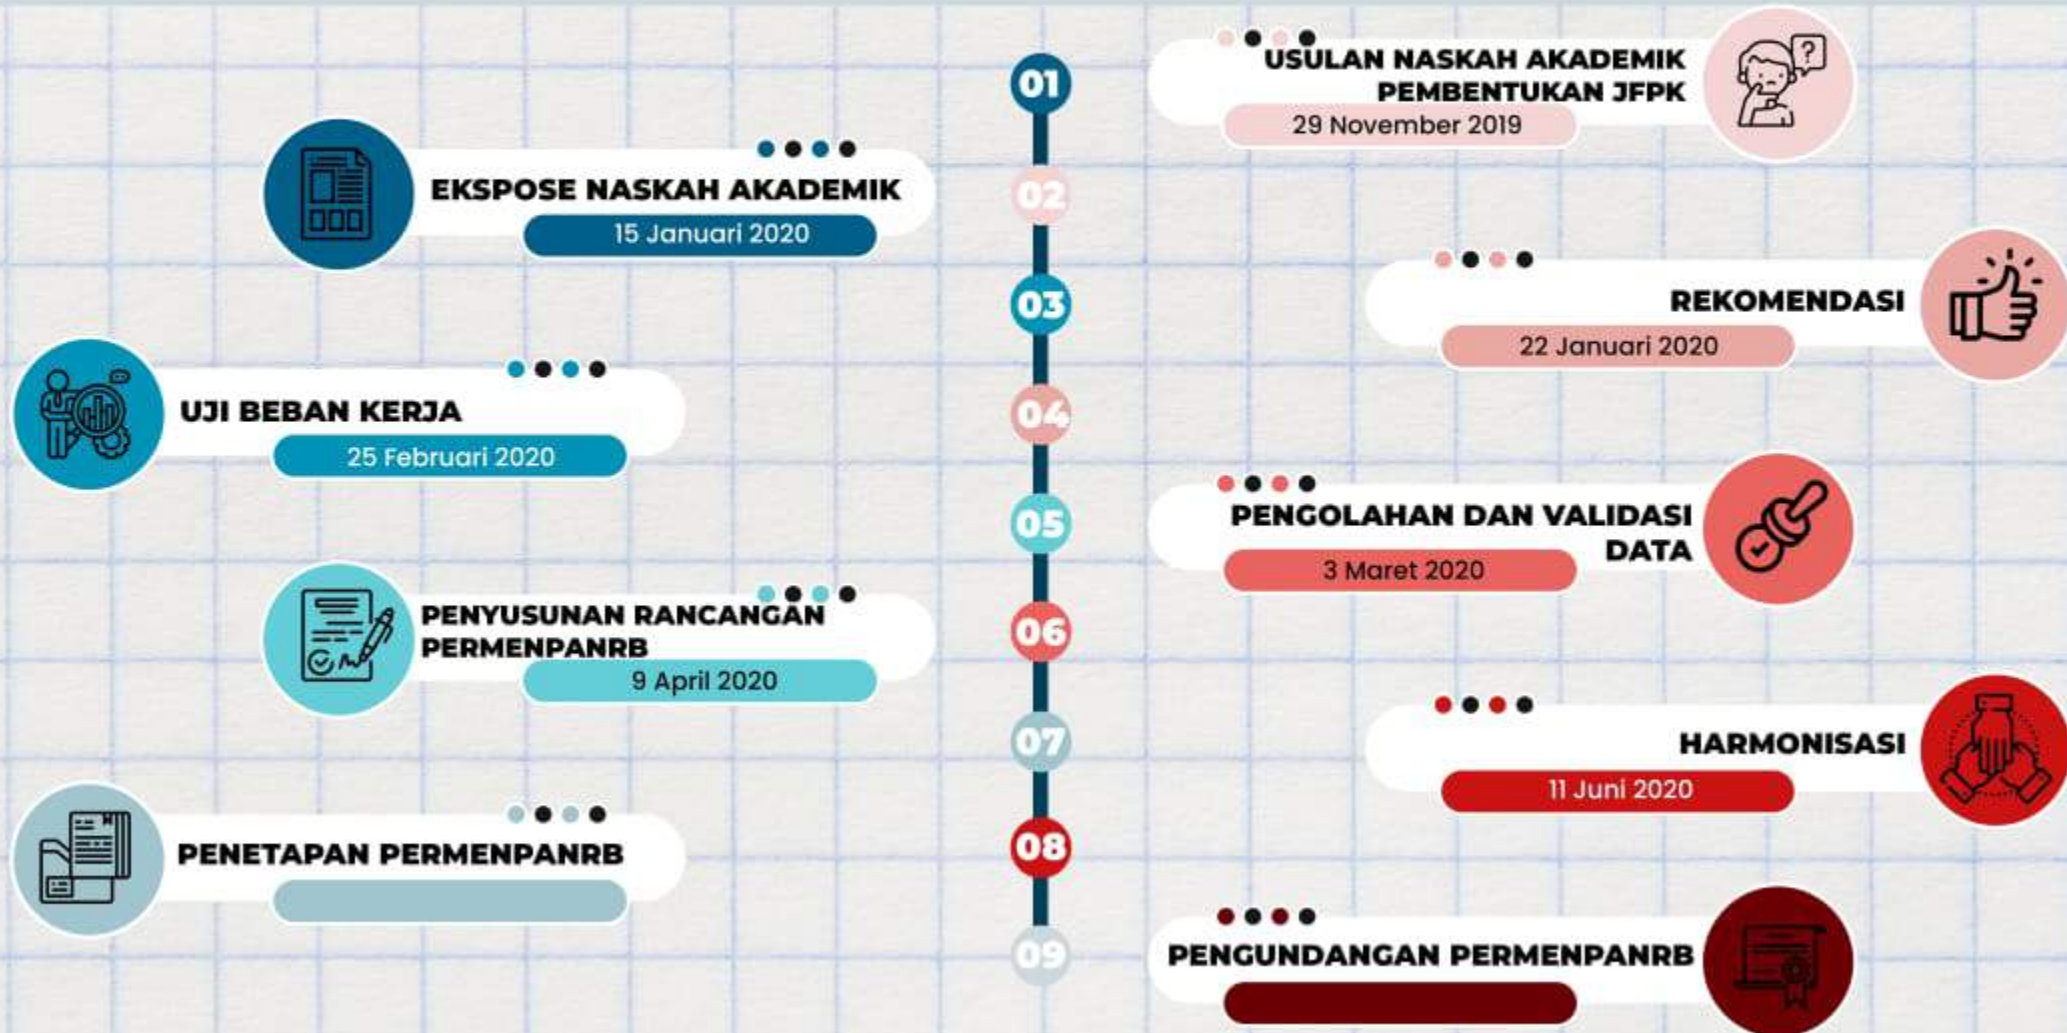 01
USULAN NASKAH AKADEMIK
PEMBENTUKAN JFPK
29 November 2019
?
02
EKSPOSE NASKAH AKADEMIK
15 Januari 2020
03
REKOMENDASI
22 Januari 2020
04
UJI BEBAN KERJA
25 Februari 2020
05
PENGOLAHAN DAN VALIDASI
DATA
3 Maret 2020
06
PENYUSUNAN RANCANGAN
PERMENPANRB
9 April 2020
07
HARMONISASI
11 Juni 2020
08
PENETAPAN PERMENPANRB
09
PENGUNDANGAN PERMENPANRB